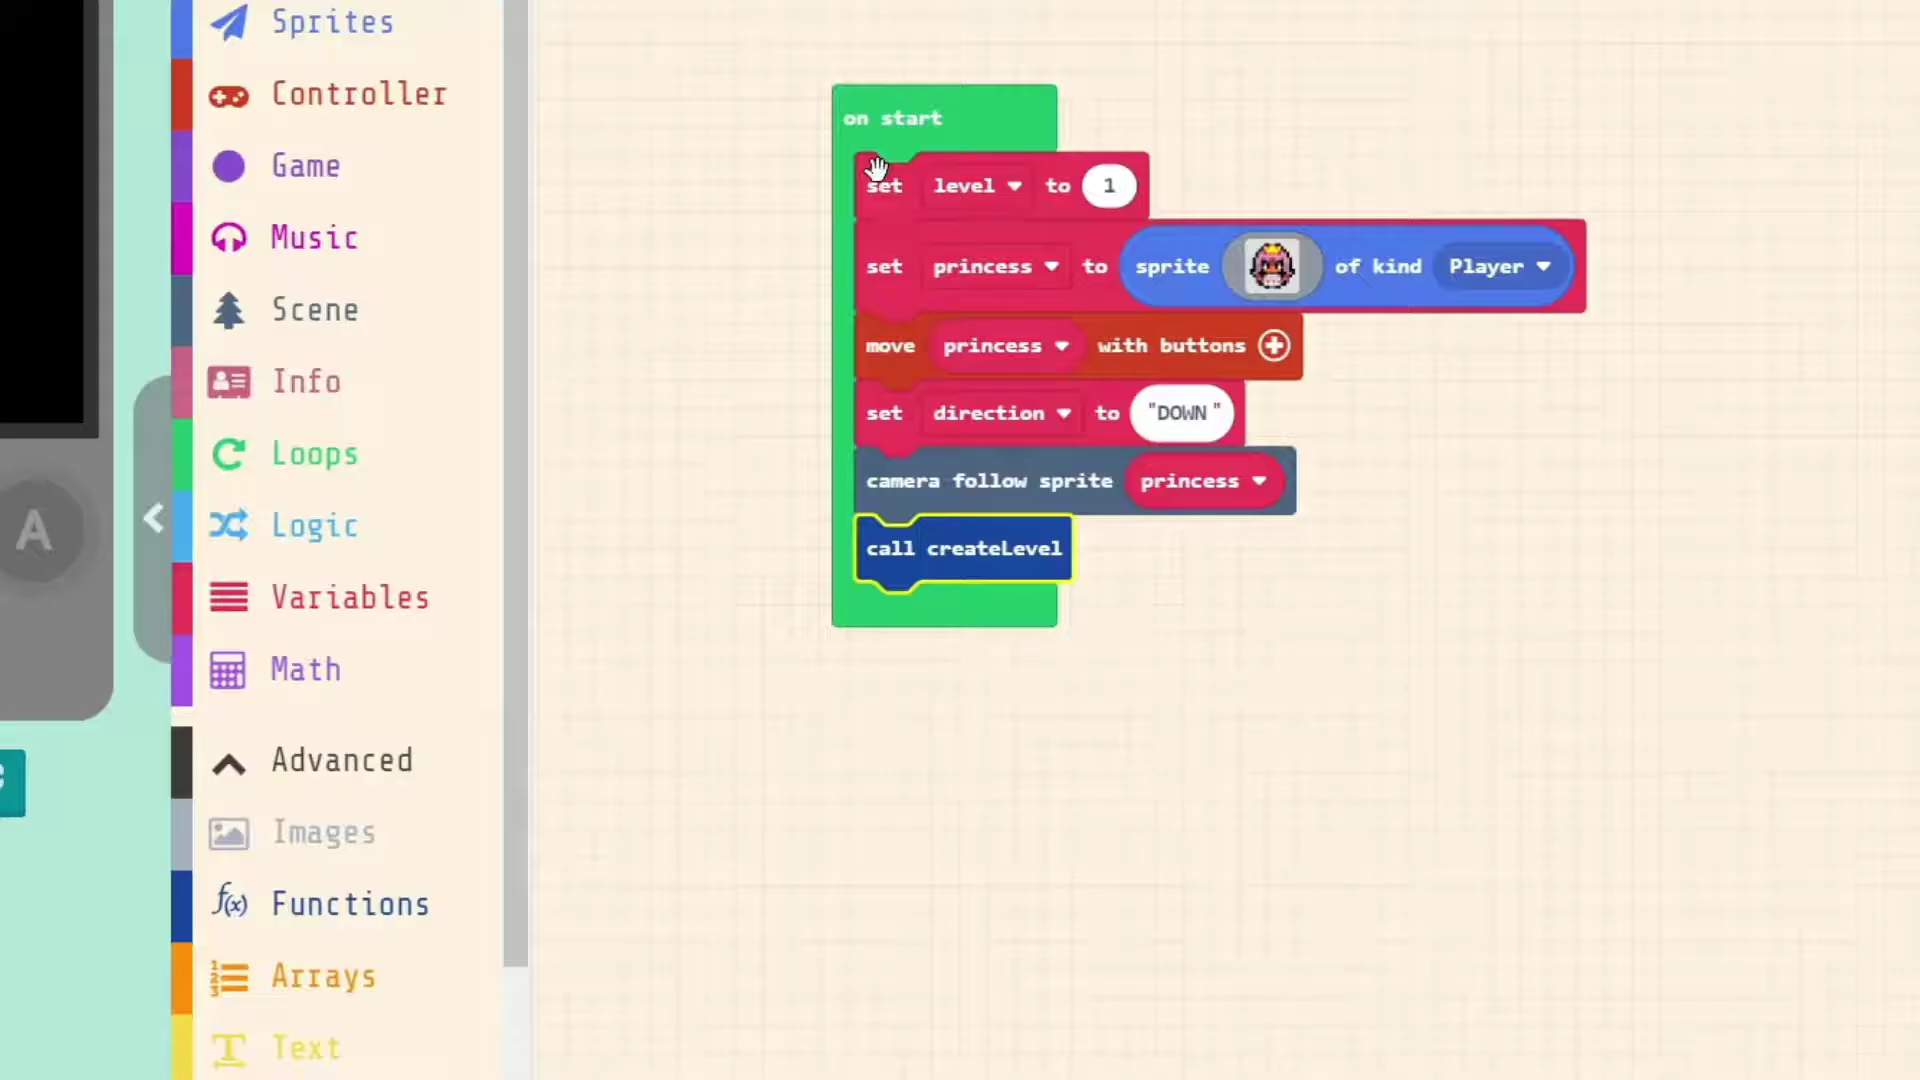 Sprites
Controller
Game
Music
Scene
Info
Loops
Logic
Variables
Math
Advanced
Images
f(x) Functions
Arrays
Text
A
on start
set level to 1
set princess to sprite of kind Player
move princess with buttons
set direction to "DOWN"
camera follow sprite princess
call createLevel